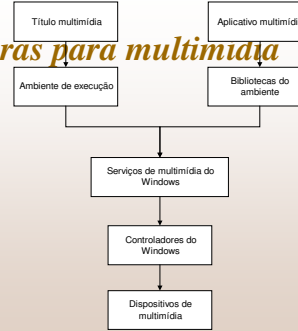 Título multimídia
Aplicativo multimídi
ras para multimídia
Ambiente de execução
Bibliotecas do
ambiente
Serviços de multimídia do
Windows
Controladores do
Windows
Dispositivos de
multimídia